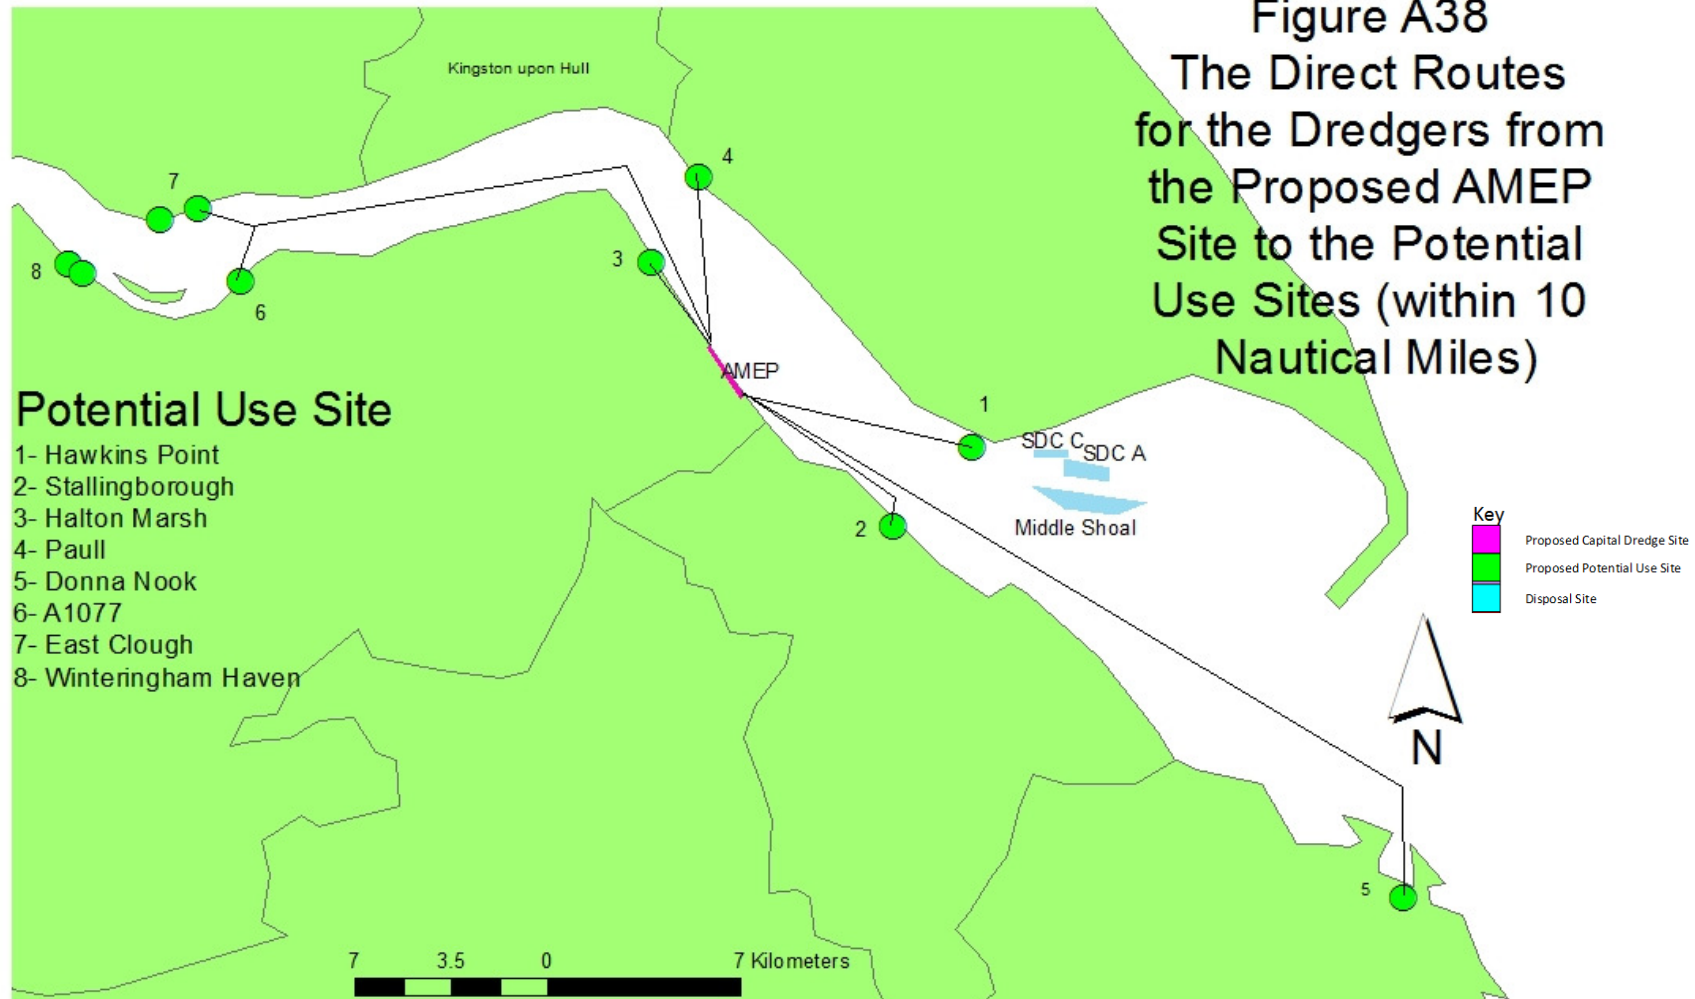 Figure A38
The Direct Routes
for the Dredgers from
the Proposed AMEP
Site to the Potential
Use Sites (within 10
Nautical Miles)
Kingston upon Hull
4
7
3
8
6
AMEP
1
SDC C
SDC A
2
Middle Shoal
Potential Use Site
1- Hawkins Point
2- Stallingborough
3- Halton Marsh
4- Paull
5- Donna Nook
6- A1077
7- East Clough
8- Winteringham Haven
Key
Proposed Capital Dredge Site
Proposed Potential Use Site
Disposal Site
N
5
7 3.5 0 7 Kilometers